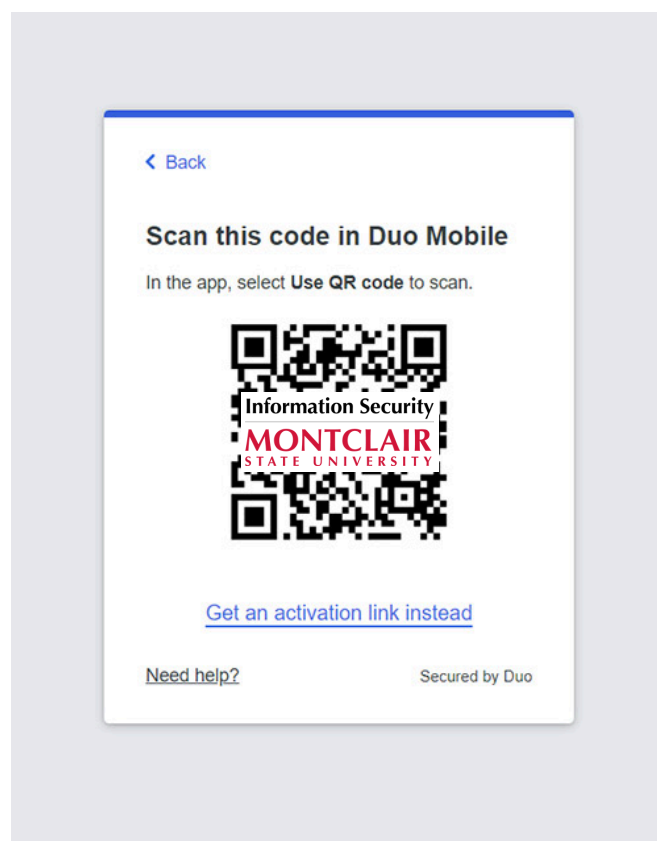 Back
Scan this code in Duo Mobile
In the app, select Use QR code to scan.
Information Security
MONTCLAIR
STATE UNIVERSITY
Get an activation link instead
Need help?
Secured by Duo